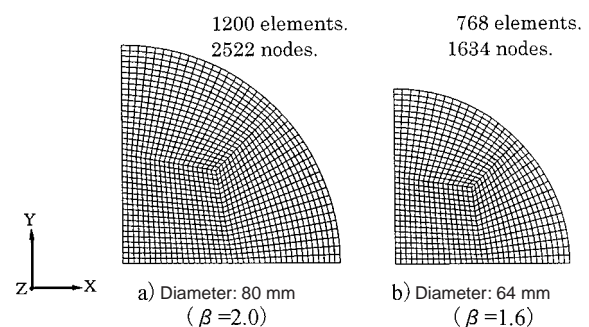 1200 elements.
2522 nodes.
768 elements.
1634 nodes.
Y
Z
X
a) Diameter: 80 mm
(β=2.0)
b) Diameter: 64 mm
(β=1.6)